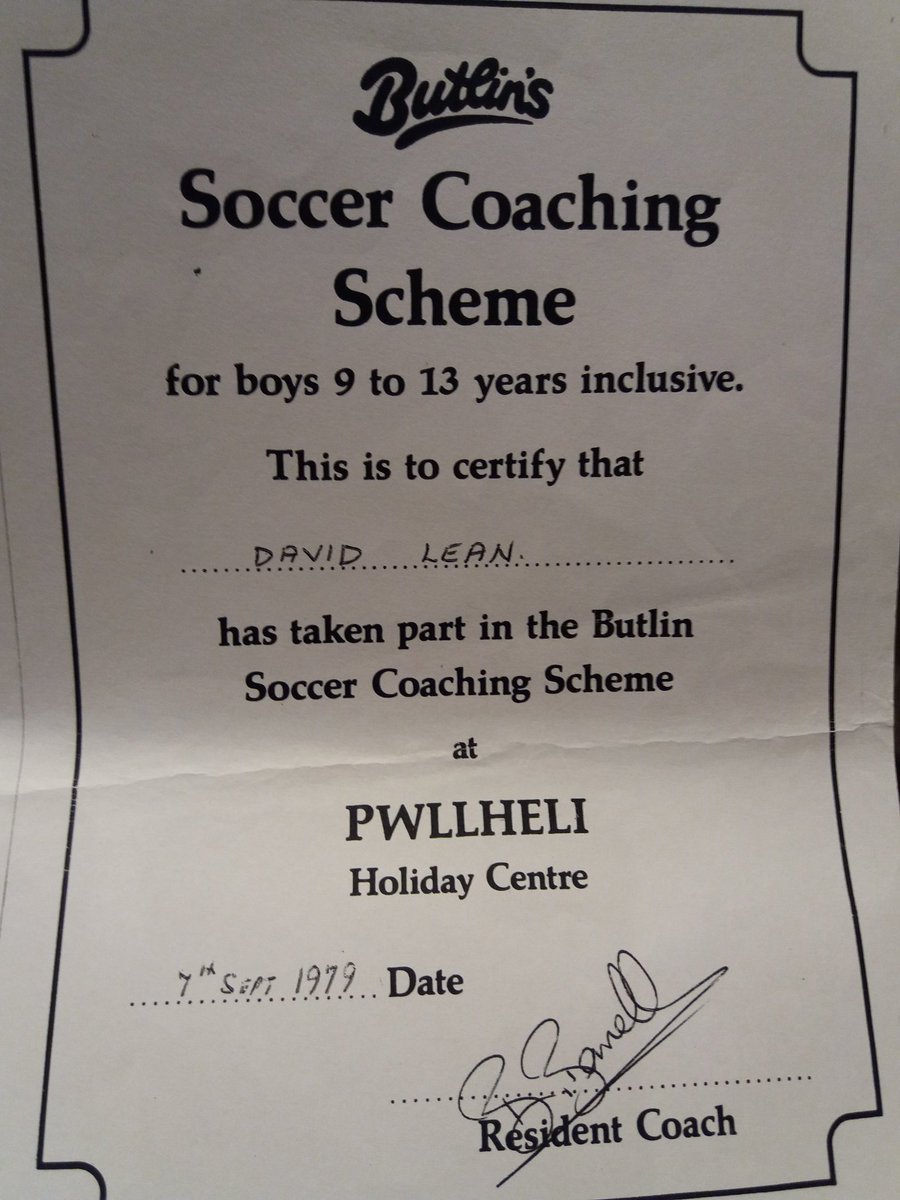 Butlin's
Soccer Coaching
Scheme
for boys 9 to 13 years inclusive.
This is to certify that
DAVID LEAN.
has taken part in the Butlin
Soccer Coaching Scheme
at
PWLLHELI
Holiday Centre
7TH SEPT 1979 Date
Resident Coach